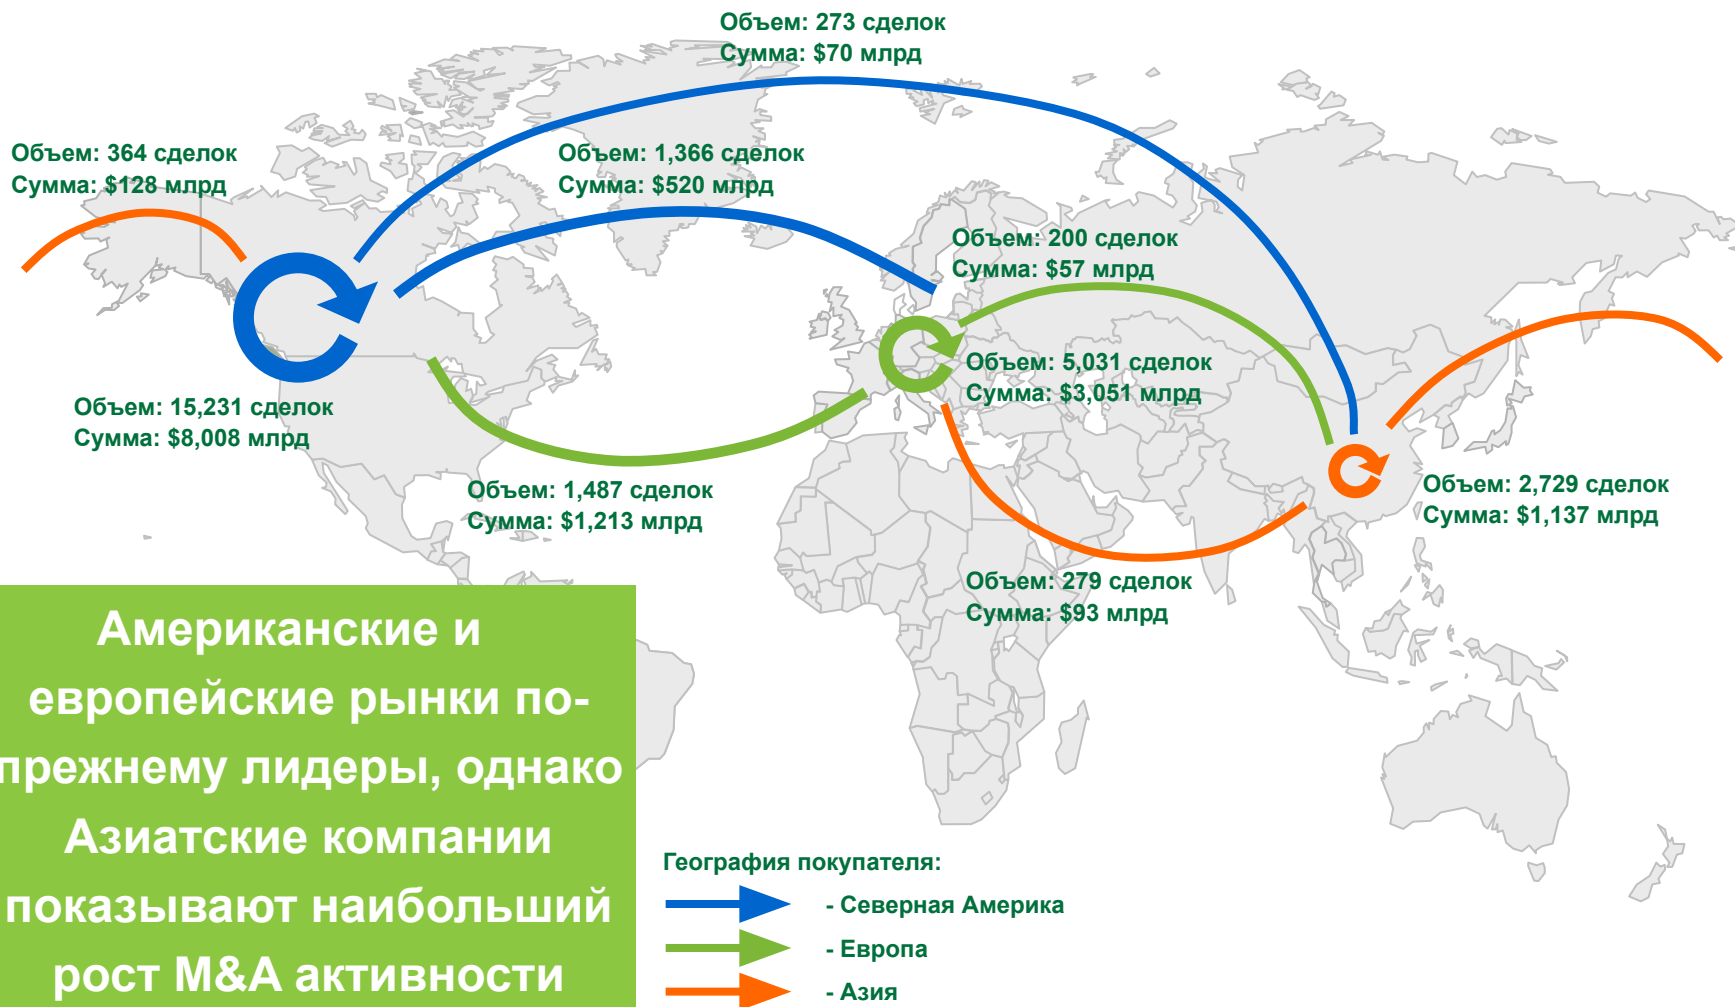 Объем: 273 сделок
Сумма: $70 млрд
Объем: 364 сделок
Сумма: $128 млрд
Объем: 1,366 сделок
Сумма: $520 млрд
Объем: 200 сделок
Сумма: $57 млрд
Объем: 5,031 сделок
Сумма: $3,051 млрд
Объем: 15,231 сделок
Сумма: $8,008 млрд
Объем: 1,487 сделок
Сумма: $1,213 млрд
Объем: 2,729 сделок
Сумма: $1,137 млрд
Объем: 279 сделок
Сумма: $93 млрд
Американские и
европейские рынки по-
прежнему лидеры, однако
Азиатские компании
показывают наибольший
рост M&A активности
География покупателя:
- Северная Америка
- Европа
- Азия